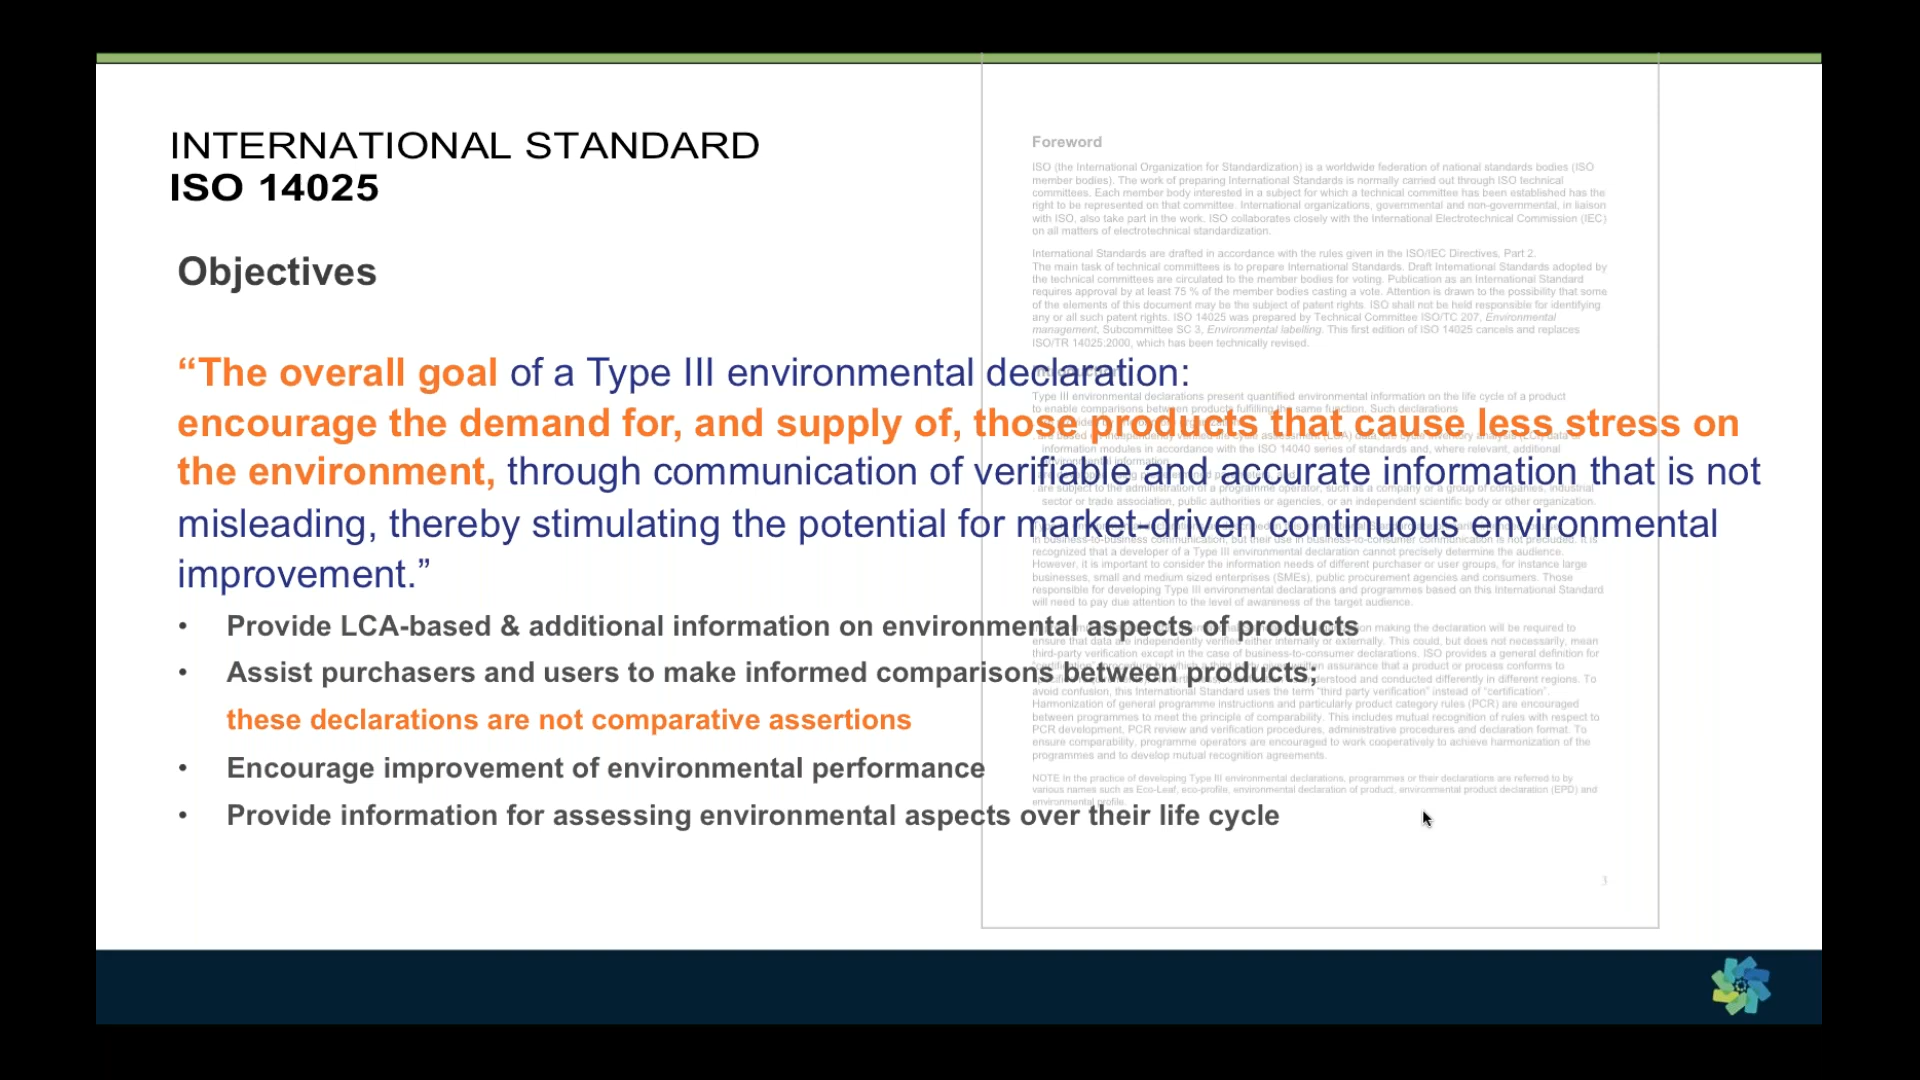 INTERNATIONAL STANDARD
ISO 14025
Objectives
“The overall goal of a Type III environmental declaration:
encourage the demand for, and supply of, those products that cause less stress on
the environment, through communication of verifiable and accurate information that is not
misleading, thereby stimulating the potential for market-driven continuous environmental
improvement.”
• Provide LCA-based & additional information on environmental aspects of products
• Assist purchasers and users to make informed comparisons between products;
these declarations are not comparative assertions
• Encourage improvement of environmental performance
• Provide information for assessing environmental aspects over their life cycle
Foreword
ISO (the International Organization for Standardization) is a worldwide federation of national standards bodies (ISO
member bodies). The work of preparing International Standards is normally carried out through ISO technical
committees. Each member body interested in a subject for which a technical committee has been established has the
right to be represented on that committee. International organizations, governmental and non-governmental, in liaison
with ISO, also take part in the work. ISO collaborates closely with the International Electrotechnical Commission (IEC)
on all matters of electrotechnical standardization.
International Standards are drafted in accordance with the rules given in the ISO/IEC Directives, Part 2.
The main task of technical committees is to prepare International Standards. Draft International Standards adopted by
the technical committees are circulated to the member bodies for voting. Publication as an International Standard
requires approval by at least 75 % of the member bodies casting a vote. Attention is drawn to the possibility that some
of the elements of this document may be the subject of patent rights. ISO shall not be held responsible for identifying
any or all such patent rights. ISO 14025 was prepared by Technical Committee ISO/TC 207, Environmental
management, Subcommittee SC 3, Environmental labelling. This first edition of ISO 14025 cancels and replaces
ISO/TR 14025:2000, which has been technically revised.
Type III environmental declarations present quantified environmental information on the life cycle of a product
to enable comparisons between products fulfilling the same function. Such declarations
information modules in accordance with the ISO 14040 series of standards and, where relevant, additional
are subject to the administration of a programme operator, such as a company or a group of companies, industrial
sector or trade association, public authorities or agencies, or an independent scientific body or other organization.
in business-to-business communication, but their use in business-to-consumer communication is not precluded. It is
recognized that a developer of a Type III environmental declaration cannot precisely determine the audience.
However, it is important to consider the information needs of different purchaser or user groups, for instance large
businesses, small and medium sized enterprises (SMEs), public procurement agencies and consumers. Those
responsible for developing Type III environmental declarations and programmes based on this International Standard
will need to pay due attention to the level of awareness of the target audience.
making the declaration will be required to
ensure that data are independently verified either internally or externally. This could, but does not necessarily, mean
third-party verification except in the case of business-to-consumer declarations. ISO provides a general definition for
written assurance that a product or process conforms to
understood and conducted differently in different regions. To
avoid confusion, this International Standard uses the term “third party verification” instead of “certification”.
Harmonization of general programme instructions and particularly product category rules (PCR) are encouraged
between programmes to meet the principle of comparability. This includes mutual recognition of rules with respect to
PCR development, PCR review and verification procedures, administrative procedures and declaration format. To
ensure comparability, programme operators are encouraged to work cooperatively to achieve harmonization of the
programmes and to develop mutual recognition agreements.
NOTE In the practice of developing Type III environmental declarations, programmes or their declarations are referred to by
various names such as Eco-Leaf, eco-profile, environmental declaration of product, environmental product declaration (EPD) and
environmental profile.
3